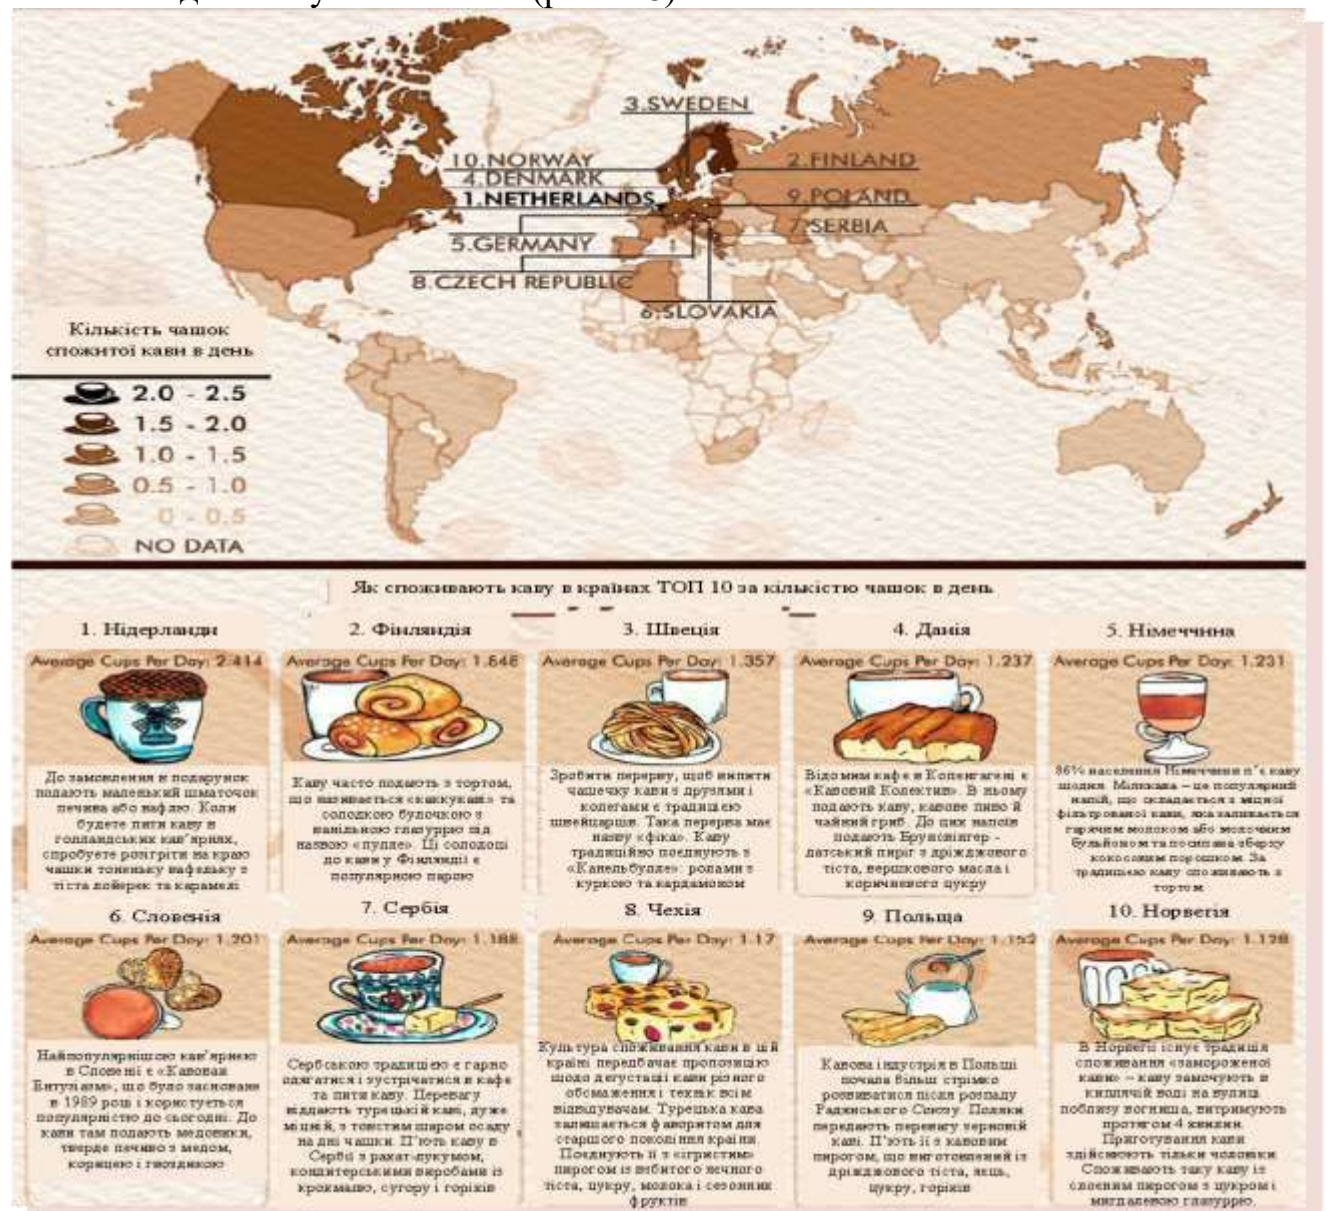 3.SWEDEN
10.NORWAY
2.FINLAND
4.DENMARK
1.NETHERLANDS
9.POLAND
7.SERBIA
5.GERMANY
8.CZECH REPUBLIC
6.SLOVAKIA
Кількість чашок
спожитої кави в день
2.0 - 2.5
1.5 - 2.0
1.0 - 1.5
0.5 - 1.0
0 - 0.5
NO DATA
Як споживають каву в країнах ТОП 10 за кількістю чашок в день
1. Нідерланди
Average Cups Per Day: 2.414
До замовлення в подарунок
подають маленький шматочок
печива або вафлю. Коли
будете пити каву в
голландських кав'ярнях,
спробуєте розігріти на краю
чашки тоненьку вафельку з
тіста лойерек та карамелі
2. Фінляндія
Average Cups Per Day: 1.848
Каву часто подають з тортом,
що називається «каккукаи» та
солодкою булочкою з
ванільною глазур'ю під
назвою «пулле». Ці солодощі
до кави у Фінляндії є
популярною парою
3. Швеція
Average Cups Per Day: 1.357
Зробити перерву, щоб випити
чашечку кави з друзями і
колегами є традицією
швейцарців. Така перерва має
назву «фіка». Каву
традиційно поєднують з
«Канельбулле»: ролами з
куркою та кардамоном
4. Данія
Average Cups Per Day: 1.237
Відомим кафе в Копенгагені є
«Кавовий Колектив». В ньому
подають каву, кавове пиво й
чайний гриб. До цих напоїв
подають Брунсвігер -
датський пиріг з дріжджового
тіста, вершкового масла і
коричневого цукру
5. Німеччина
Average Cups Per Day: 1.231
86% населення Німеччини п'є каву
щодня. Мілккава – це популярний
напій, що складається з міцної
фільтрованої кави, яка заливається
гарячим молоком або молочним
бульйоном та посипана зверху
кокосовим порошком. За
традицією каву споживають з
тортом
6. Словенія
Average Cups Per Day: 1.201
Найпопулярнішою кав'ярнею
в Словенії є «Кавован
Ентузіазм», що було засноване
в 1989 році і користується
популярністю до сьогодні. До
кави там подають медовики,
тверде печиво з медом,
корицею і гвоздикою
7. Сербія
Average Cups Per Day: 1.188
Сербською традицією є гарно
одягатися і зустрічатися в кафе
та пити каву. Перевагу
віддають турецькій каві, дуже
міцній, з товстим шаром осаду
на дні чашки. П'ють каву в
Сербії з рахат-лукумом,
кондитерськими виробами із
крохмалю, сугору і горіхів
8. Чехія
Average Cups Per Day: 1.17
Культура споживання кави в цій
країні передбачає пропозицію
щодо дегустації кави різного
обсмаження і технік всім
відвідувачам. Турецька кава
залишається фаворитом для
старшого покоління країни.
Поєднують її з «ігристим»
пирогом із взбитого яєчного
тіста, цукру, молока і сезонних
фруктів
9. Польща
Average Cups Per Day: 1.152
Кавова індустрія в Польщі
почала більш стрімко
розвиватися після розпаду
Радянського Союзу. Поляки
передають перевагу зерновій
каві. П'ють її з кавовим
пирогом, що виготовлений із
дріжджового тіста, яєць,
цукру, горіхів
10. Норвегія
Average Cups Per Day: 1.128
В Норвегії існує традиція
споживання «замороженої
кави» – каву замочують в
киплячій воді на вулиці
поблизу вогнища, витримують
протягом 4 хвилин.
Приготування кави
здійснюють тільки чоловіки
Споживають таку каву із
слоєним пирогом з цукром і
мигдалевою глазур'ю.